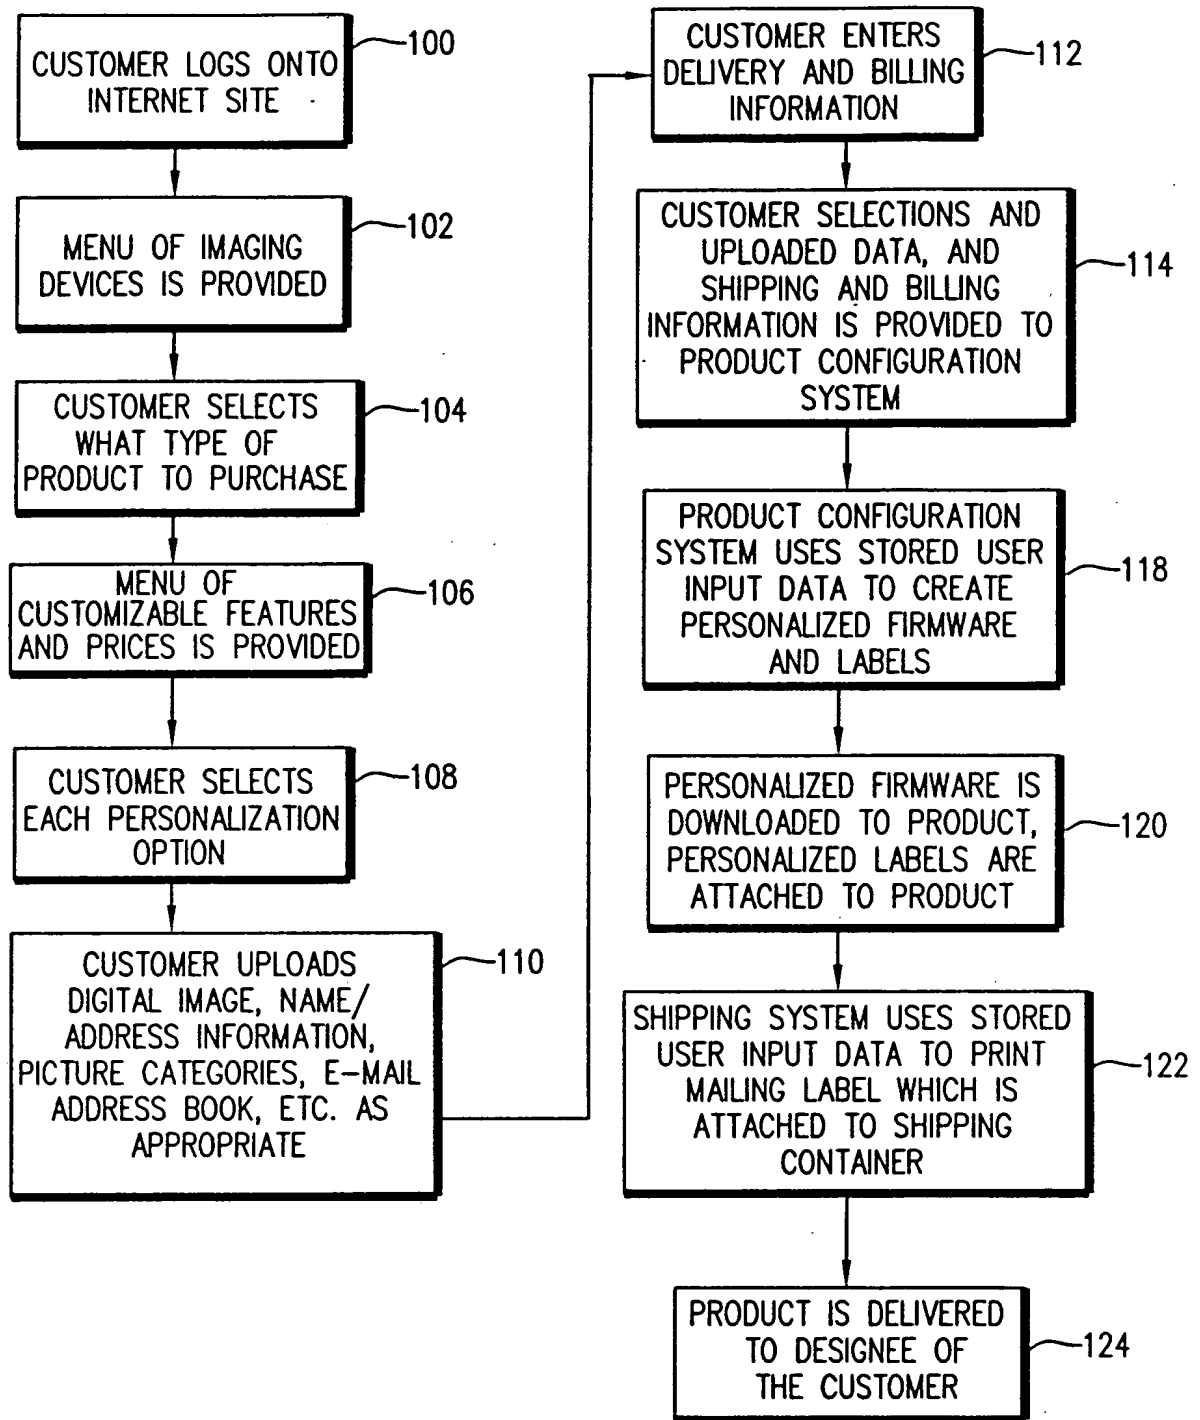 CUSTOMER LOGS ONTO
INTERNET SITE
100
MENU OF IMAGING
DEVICES IS PROVIDED
102
CUSTOMER SELECTS
WHAT TYPE OF
PRODUCT TO PURCHASE
104
MENU OF
CUSTOMIZABLE FEATURES
AND PRICES IS PROVIDED
106
CUSTOMER SELECTS
EACH PERSONALIZATION
OPTION
108
CUSTOMER UPLOADS
DIGITAL IMAGE, NAME/
ADDRESS INFORMATION,
PICTURE CATEGORIES, E-MAIL
ADDRESS BOOK, ETC. AS
APPROPRIATE
110
CUSTOMER ENTERS
DELIVERY AND BILLING
INFORMATION
112
CUSTOMER SELECTIONS AND
UPLOADED DATA, AND
SHIPPING AND BILLING
INFORMATION IS PROVIDED TO
PRODUCT CONFIGURATION
SYSTEM
114
PRODUCT CONFIGURATION
SYSTEM USES STORED USER
INPUT DATA TO CREATE
PERSONALIZED FIRMWARE
AND LABELS
118
PERSONALIZED FIRMWARE IS
DOWNLOADED TO PRODUCT,
PERSONALIZED LABELS ARE
ATTACHED TO PRODUCT
120
SHIPPING SYSTEM USES STORED
USER INPUT DATA TO PRINT
MAILING LABEL WHICH IS
ATTACHED TO SHIPPING
CONTAINER
122
PRODUCT IS DELIVERED
TO DESIGNEE OF
THE CUSTOMER
124